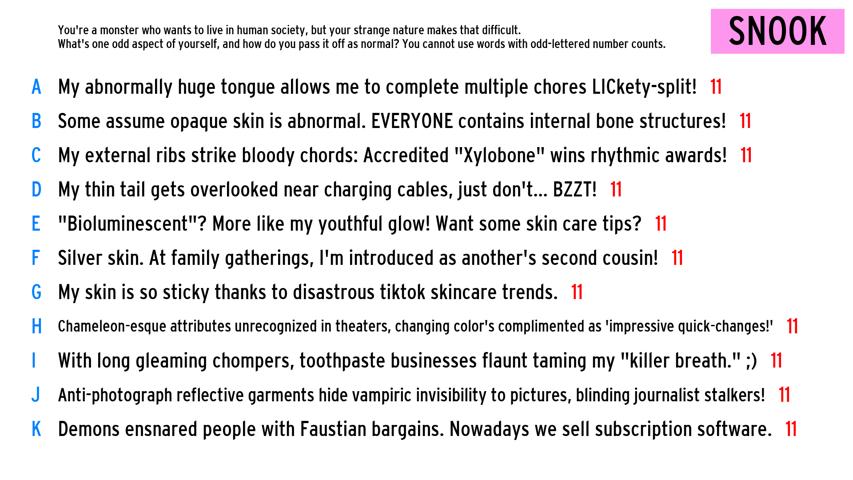 You're a monster who wants to live in human society, but your strange nature makes that difficult.
What's one odd aspect of yourself, and how do you pass it off as normal? You cannot use words with odd-lettered number counts.
SNOOK
A My abnormally huge tongue allows me to complete multiple chores LICkety-split! 11
B Some assume opaque skin is abnormal. EVERYONE contains internal bone structures! 11
C My external ribs strike bloody chords: Accredited "Xylobone" wins rhythmic awards! 11
D My thin tail gets overlooked near charging cables, just don't... BZZT! 11
E "Bioluminescent"? More like my youthful glow! Want some skin care tips? 11
F Silver skin. At family gatherings, I'm introduced as another's second cousin! 11
G My skin is so sticky thanks to disastrous tiktok skincare trends. 11
H Chameleon-esque attributes unrecognized in theaters, changing color's complimented as 'impressive quick-changes!' 11
I With long gleaming chompers, toothpaste businesses flaunt taming my "killer breath." ;) 11
J Anti-photograph reflective garments hide vampiric invisibility to pictures, blinding journalist stalkers! 11
K Demons ensnared people with Faustian bargains. Nowadays we sell subscription software. 11